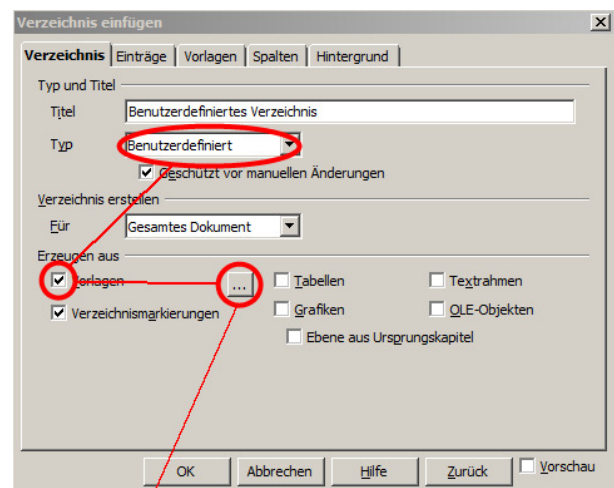 Verzeichnis einfügen
Verzeichnis Einträge Vorlagen Spalten Hintergrund
Typ und Titel
Titel Benutzerdefiniertes Verzeichnis
Typ Benutzerdefiniert
Geschützt vor manuellen Änderungen
Verzeichnis erstellen
Für Gesamtes Dokument
Erzeugen aus
Vorlagen ... Tabellen Textrahmen
Verzeichnismarkierungen Grafiken OLE-Objekten
Ebene aus Ursprungskapitel
OK Abbrechen Hilfe Zurück Vorschau